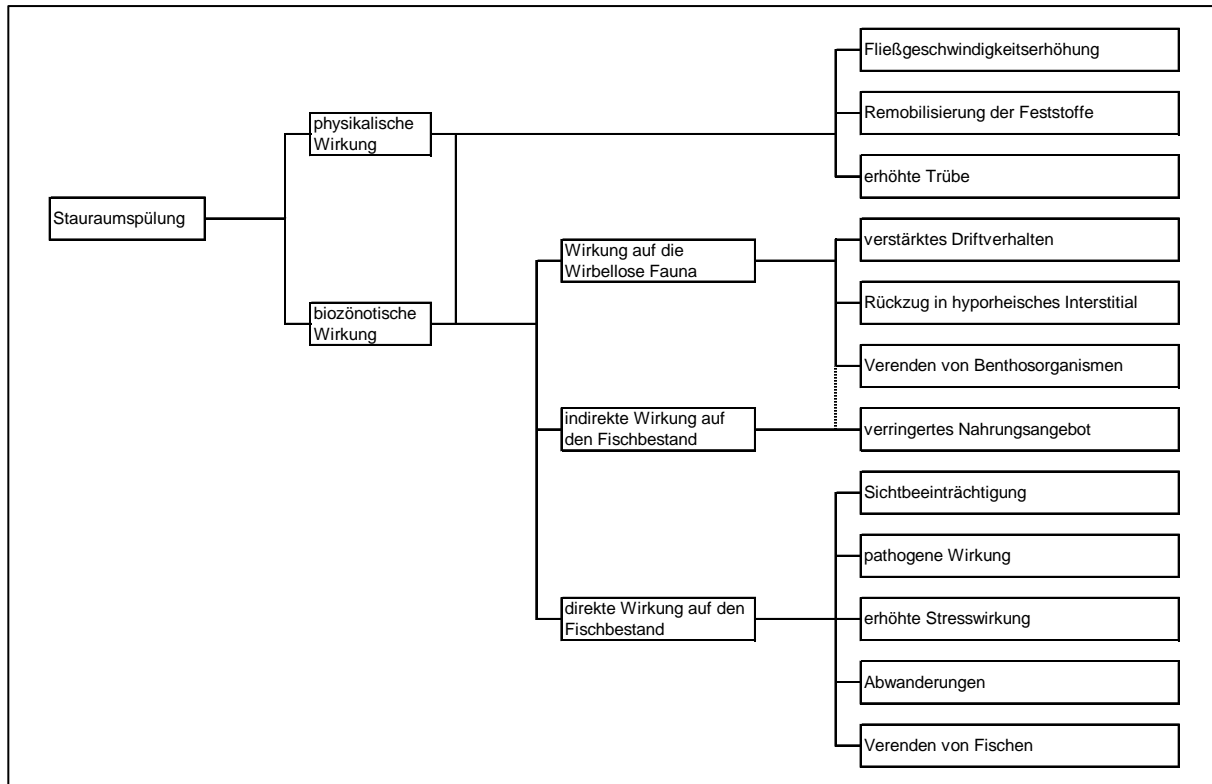 Fließgeschwindigkeitserhöhung
Remobilisierung der Feststoffe
physikalische
Wirkung
erhöhte Trübe
Stauraumspülung
verstärktes Driftverhalten
Wirkung auf die
Wirbellose Fauna
Rückzug in hyporheisches Interstitial
biozönotische
Wirkung
Verenden von Benthosorganismen
indirekte Wirkung auf
den Fischbestand
verringertes Nahrungsangebot
Sichtbeeinträchtigung
pathogene Wirkung
direkte Wirkung auf den
Fischbestand
erhöhte Stresswirkung
Abwanderungen
Verenden von Fischen